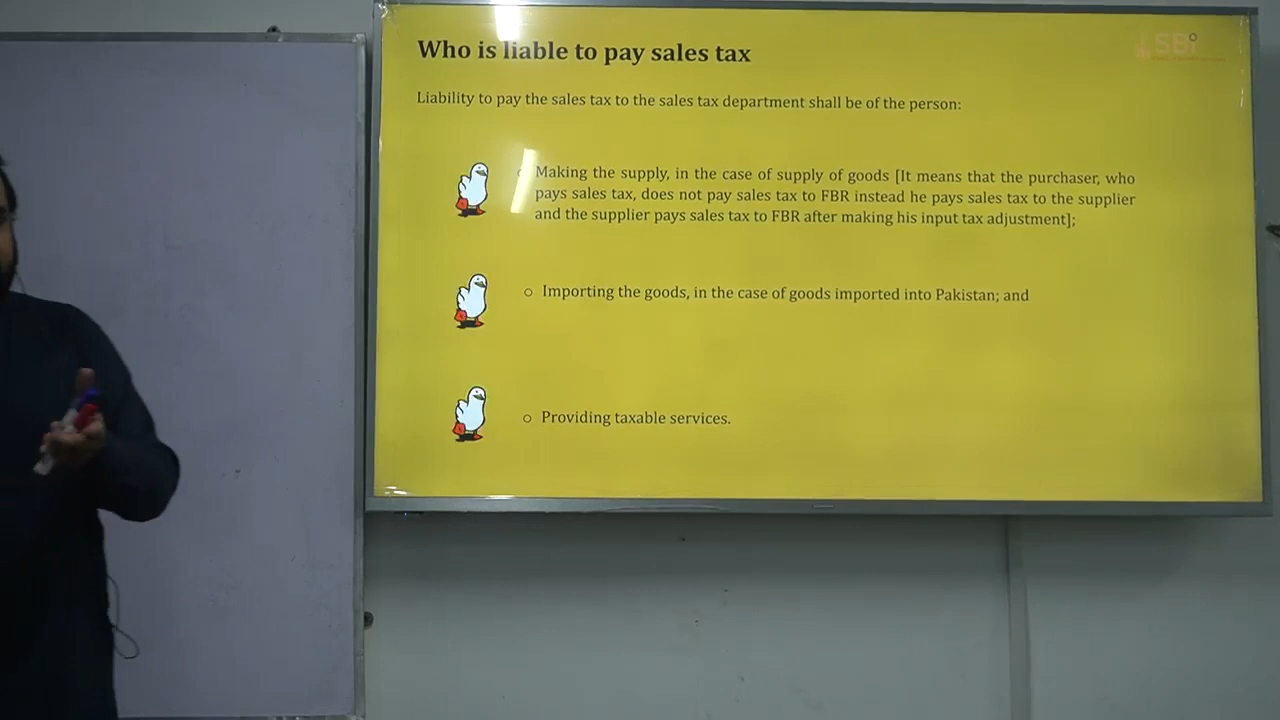 Who is liable to pay sales tax
SBI
Liability to pay the sales tax to the sales tax department shall be of the person:
Making the supply, in the case of supply of goods [It means that the purchaser, who
pays sales tax, does not pay sales tax to FBR instead he pays sales tax to the supplier
and the supplier pays sales tax to FBR after making his input tax adjustment];
Importing the goods, in the case of goods imported into Pakistan; and
Providing taxable services.